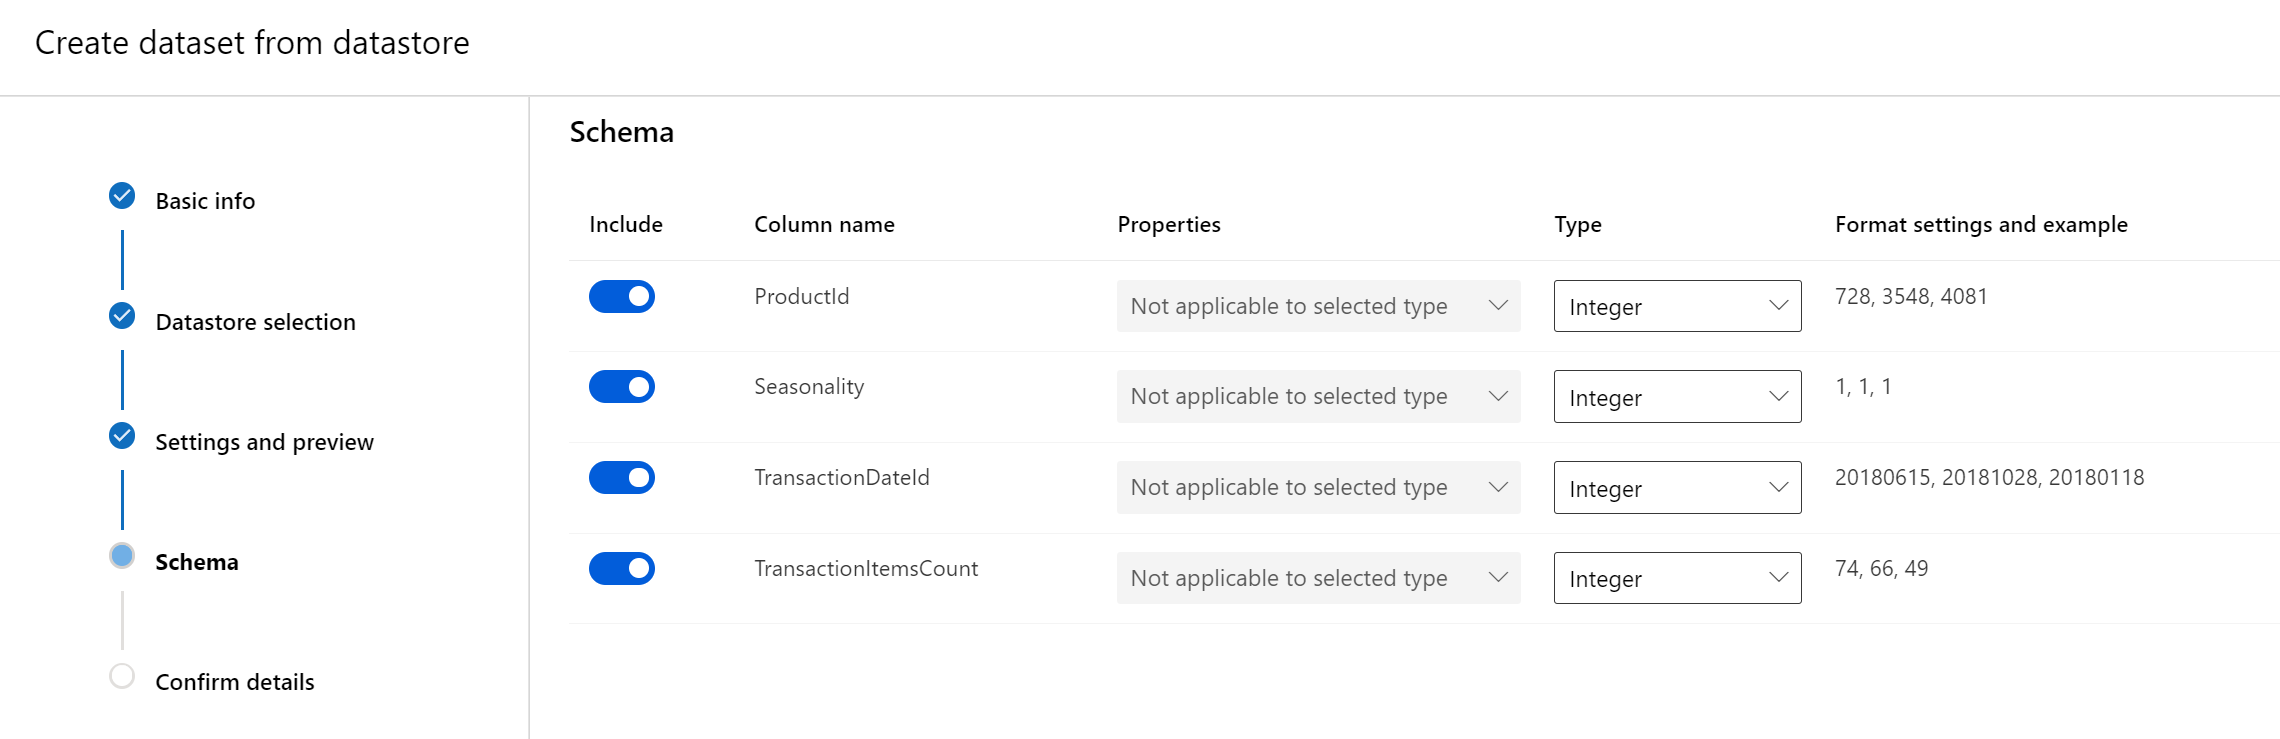 Create dataset from datastore
Basic info
Datastore selection
Settings and preview
Schema
Confirm details
Schema
Include Column name Properties Type Format settings and example
ProductId Not applicable to selected type Integer 728, 3548, 4081
Seasonality Not applicable to selected type Integer 1, 1, 1
TransactionDateId Not applicable to selected type Integer 20180615, 20181028, 20180118
TransactionItemsCount Not applicable to selected type Integer 74, 66, 49